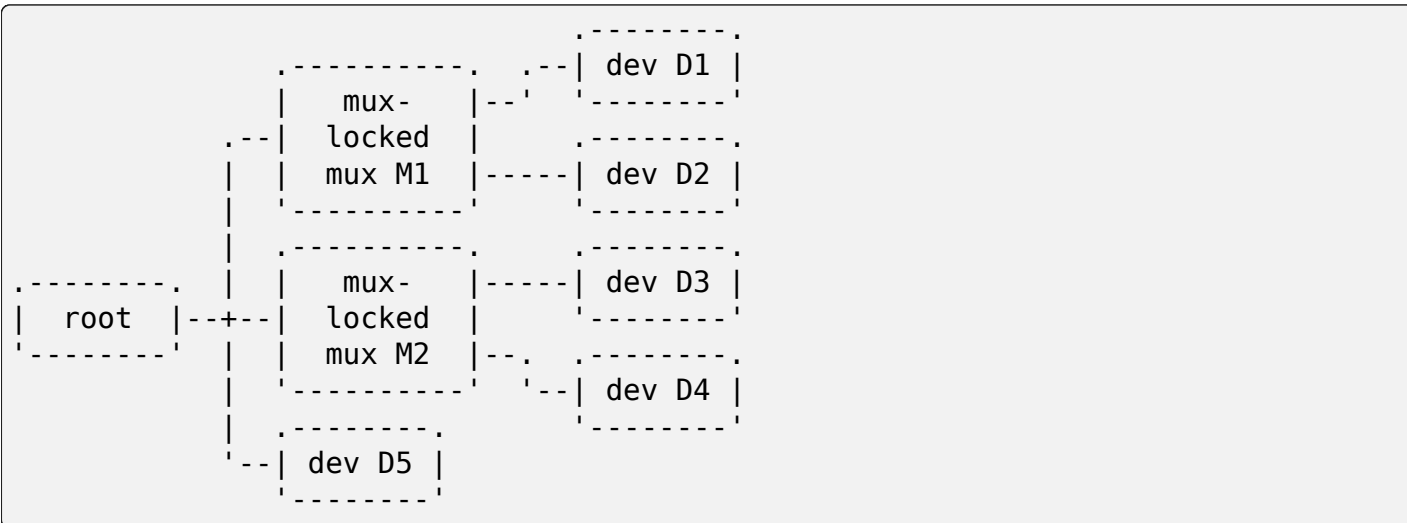 .--------.
                .----------.  .--| dev D1 |
                |   mux-   |--'  '--------'
             .--|  locked  |     .--------.
             |  |  mux M1  |-----| dev D2 |
             |  '----------'     '--------'
             |  .----------.     .--------.
.--------.   |  |   mux-   |-----| dev D3 |
|  root  |--+--|  locked  |     '--------'
'--------'   |  |  mux M2  |--.  .--------.
             |  '----------'  '--| dev D4 |
             |  .--------.       '--------'
             '--| dev D5 |
                '--------'